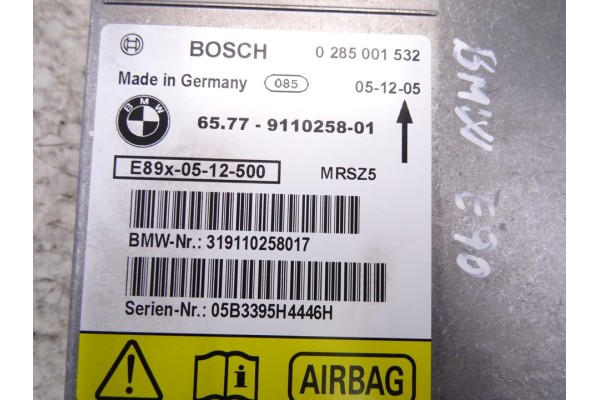 BOSCH 0 285 001 532
Made in Germany 085 05-12-05
BMW
65.77 - 9110258-01
E89x-05-12-500 MRSZ5
BMW-Nr.: 319110258017
Serien-Nr.: 05B3395H4446H
! i AIRBAG
BMW E90